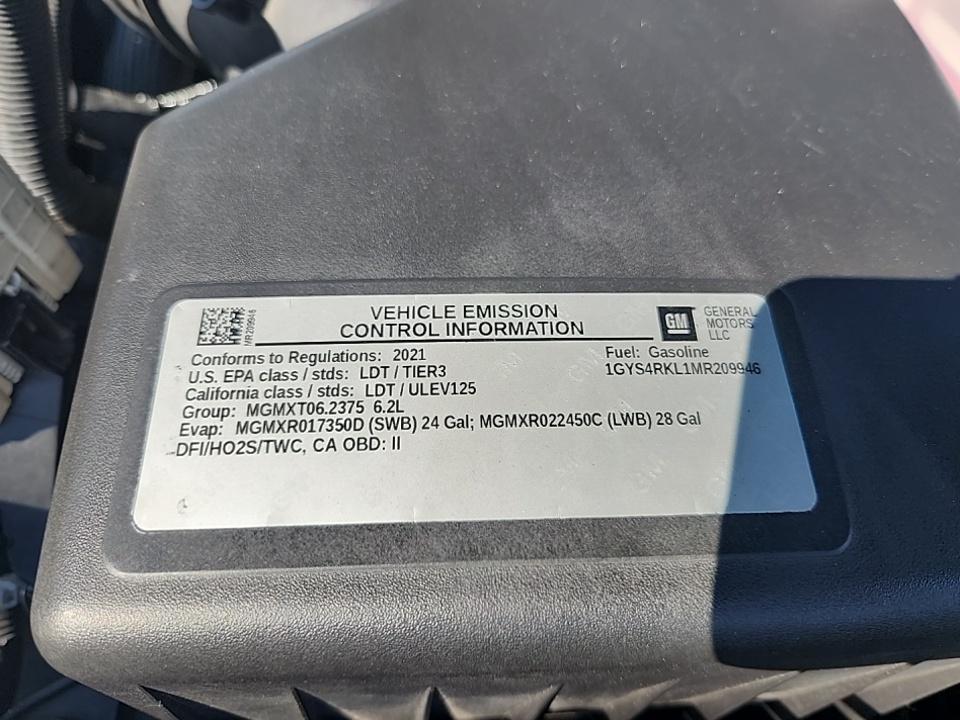 VEHICLE EMISSION
CONTROL INFORMATION
MR209946
GM
GENERAL
MOTORS
LLC
Conforms to Regulations: 2021
Fuel: Gasoline
U.S. EPA class / stds: LDT / TIER3
1GYS4RKL1MR209946
California class / stds: LDT / ULEV125
Group: MGMXT06.2375 6.2L
Evap: MGMXR017350D (SWB) 24 Gal; MGMXR022450C (LWB) 28 Gal
DFI/HO2S/TWC, CA OBD: II